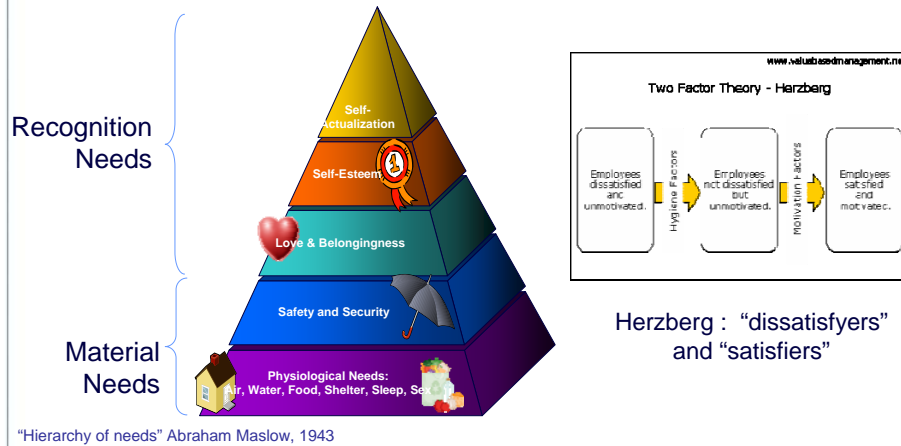 Recognition
Needs
Material
Needs
Self-
Actualization
Self-Esteem
1
Love & Belongingness
Safety and Security
Physiological Needs:
Air, Water, Food, Shelter, Sleep, Sex
"Hierarchy of needs" Abraham Maslow, 1943
www.valuebasedmanagement.ne
Two Factor Theory - Herzberg
Employees
dissatisfied
and
unmotivated.
Hygiene Factors
Employees
not dissatisfied
but
unmotivated.
Motivation Factors
Employees
satisfied
and
motivated.
Herzberg : “dissatisfyers”
and “satisfiers”